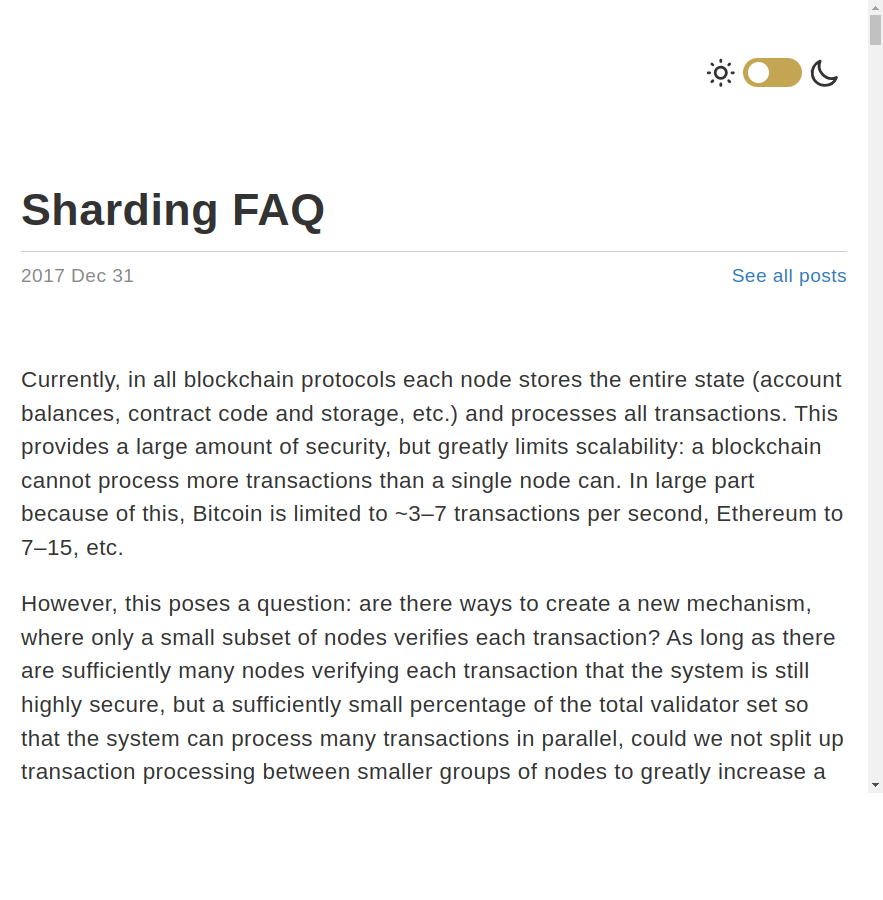 Sharding FAQ
2017 Dec 31
See all posts
Currently, in all blockchain protocols each node stores the entire state (account
balances, contract code and storage, etc.) and processes all transactions. This
provides a large amount of security, but greatly limits scalability: a blockchain
cannot process more transactions than a single node can. In large part
because of this, Bitcoin is limited to ~3–7 transactions per second, Ethereum to
7–15, etc.
However, this poses a question: are there ways to create a new mechanism,
where only a small subset of nodes verifies each transaction? As long as there
are sufficiently many nodes verifying each transaction that the system is still
highly secure, but a sufficiently small percentage of the total validator set so
that the system can process many transactions in parallel, could we not split up
transaction processing between smaller groups of nodes to greatly increase a